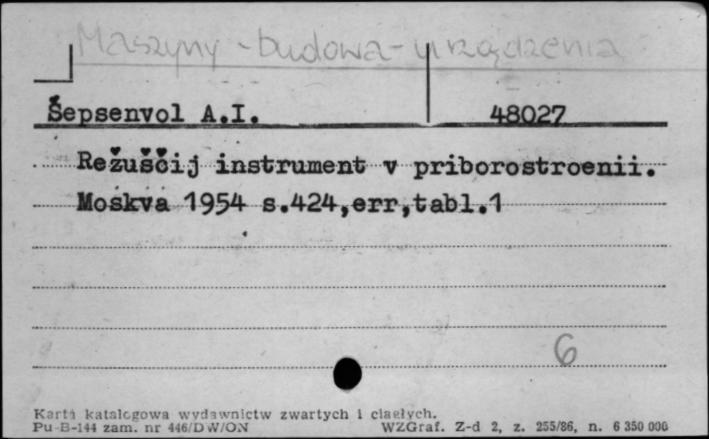 Maszyny - budowa - urządzenia
Šepsenvol A.I. 48027
Režuščij instrument v priborostroenii.
Moskva 1954 s.424,err,tabl.1
6
Karta katalogowa wydawnictw zwartych i ciągłych.
Pu-B-144 zam. nr 446/DW/ON WZGraf. Z-d 2, z. 255/86, n. 6 350 000